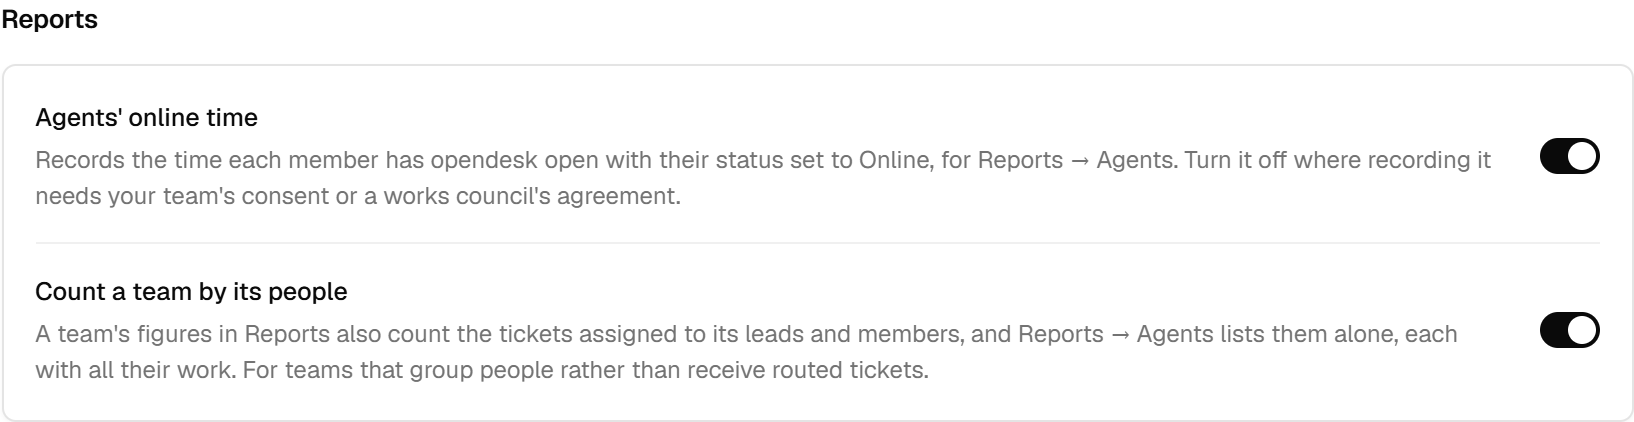 Reports
Agents' online time
Records the time each member has opendesk open with their status set to Online, for Reports → Agents. Turn it off where recording it
needs your team's consent or a works council's agreement.
Count a team by its people
A team's figures in Reports also count the tickets assigned to its leads and members, and Reports → Agents lists them alone, each
with all their work. For teams that group people rather than receive routed tickets.